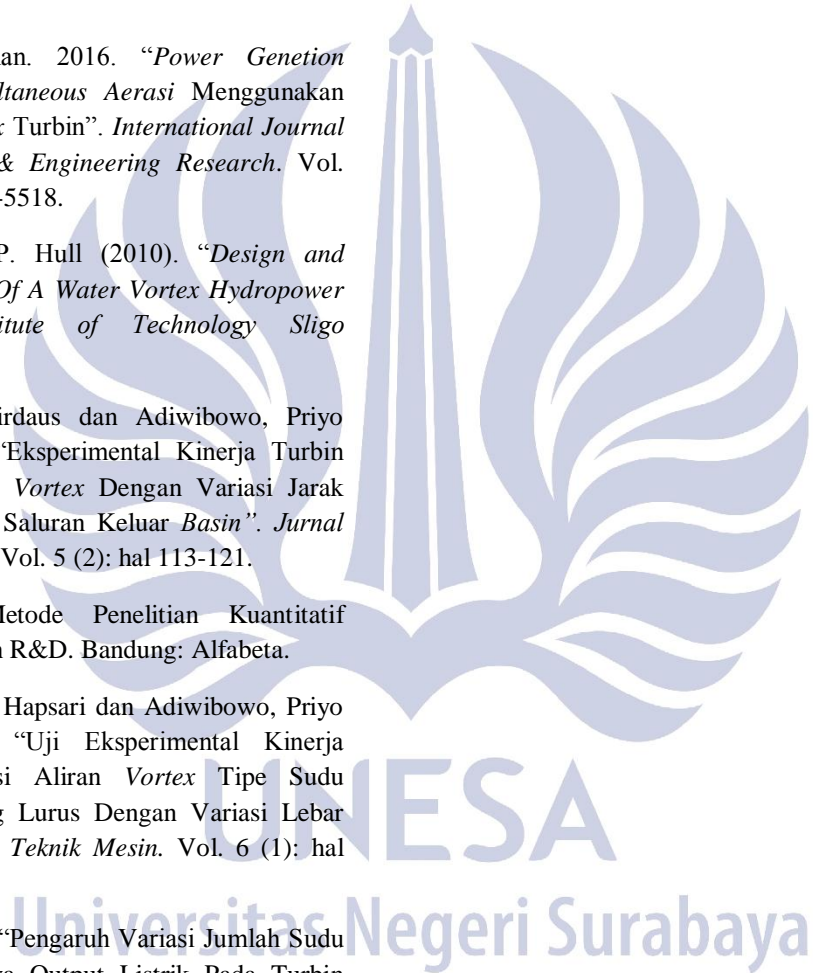 an. 2016. “Power Genetion
ltaneous Aerasi Menggunakan
x Turbin”. International Journal
& Engineering Research. Vol.
-5518.
P. Hull (2010). “Design and
Of A Water Vortex Hydropower
itute of Technology Sligo
irdaus dan Adiwibowo, Priyo
“Eksperimental Kinerja Turbin
Vortex Dengan Variasi Jarak
Saluran Keluar Basin”. Jurnal
Vol. 5 (2): hal 113-121.
Metode Penelitian Kuantitatif
n R&D. Bandung: Alfabeta.
Hapsari dan Adiwibowo, Priyo
“Uji Eksperimental Kinerja
si Aliran Vortex Tipe Sudu
g Lurus Dengan Variasi Lebar
Teknik Mesin. Vol. 6 (1): hal
UNESA
Universitas Negeri Surabaya
“Pengaruh Variasi Jumlah Sudu
Output Listrik Pada Turbin